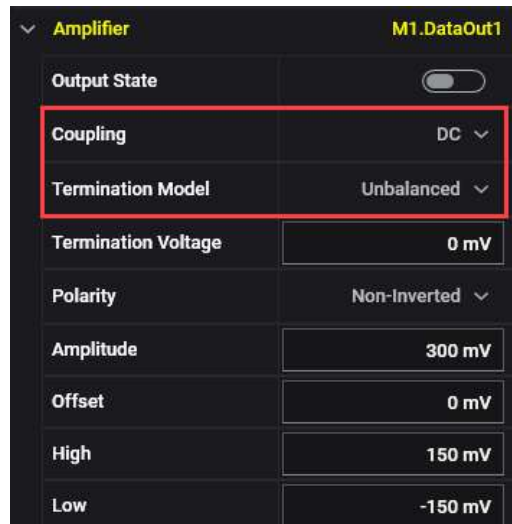 Amplifier M1.DataOut1
Output State
Coupling DC
Termination Model Unbalanced
Termination Voltage 0 mV
Polarity Non-Inverted
Amplitude 300 mV
Offset 0 mV
High 150 mV
Low -150 mV